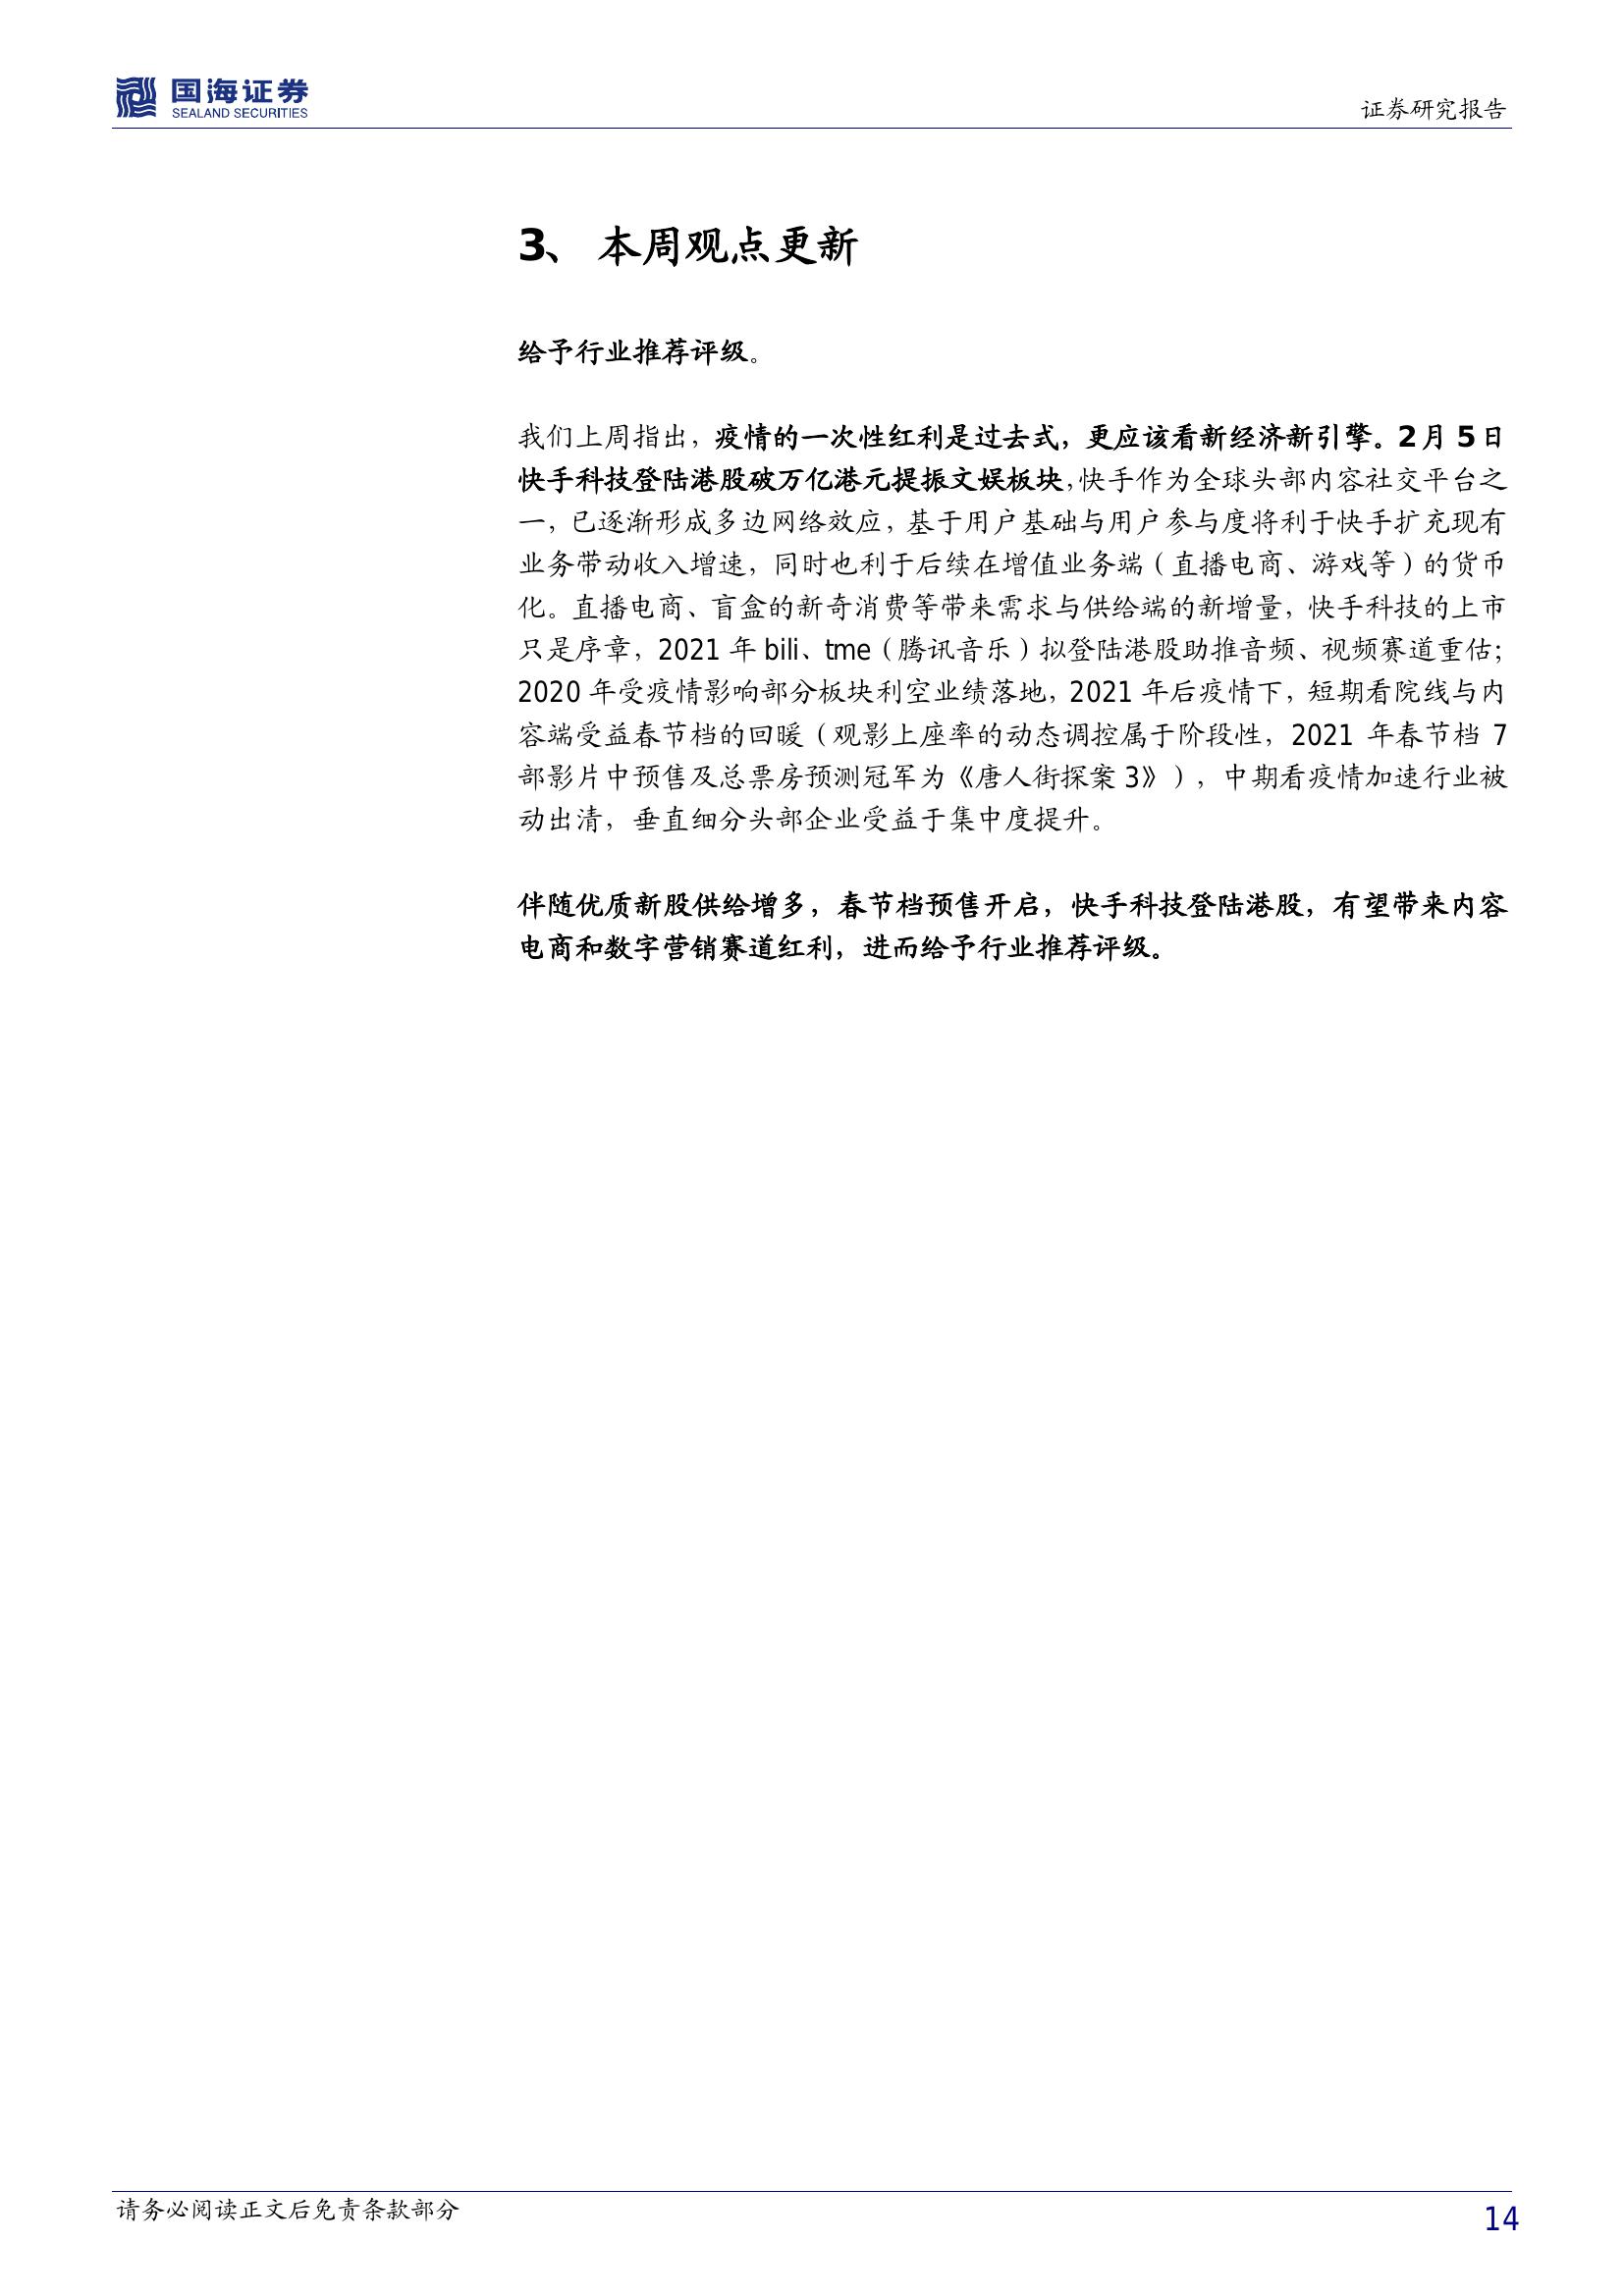 国海证券
SEALAND SECURITIES
证券研究报告
3、 本周观点更新
给予行业推荐评级。
我们上周指出，疫情的一次性红利是过去式，更应该看新经济新引擎。2月5日
快手科技登陆港股破万亿港元提振文娱板块，快手作为全球头部内容社交平台之
一，已逐渐形成多边网络效应，基于用户基础与用户参与度将利于快手扩充现有
业务带动收入增速，同时也利于后续在增值业务端（直播电商、游戏等）的货币
化。直播电商、盲盒的新奇消费等带来需求与供给端的新增量，快手科技的上市
只是序章，2021 年 bili、tme（腾讯音乐）拟登陆港股助推音频、视频赛道重估；
2020 年受疫情影响部分板块利空业绩落地，2021 年后疫情下，短期看院线与内
容端受益春节档的回暖（观影上座率的动态调控属于阶段性，2021 年春节档 7
部影片中预售及总票房预测冠军为《唐人街探案 3》），中期看疫情加速行业被
动出清，垂直细分头部企业受益于集中度提升。
伴随优质新股供给增多，春节档预售开启，快手科技登陆港股，有望带来内容
电商和数字营销赛道红利，进而给予行业推荐评级。
请务必阅读正文后免责条款部分
14